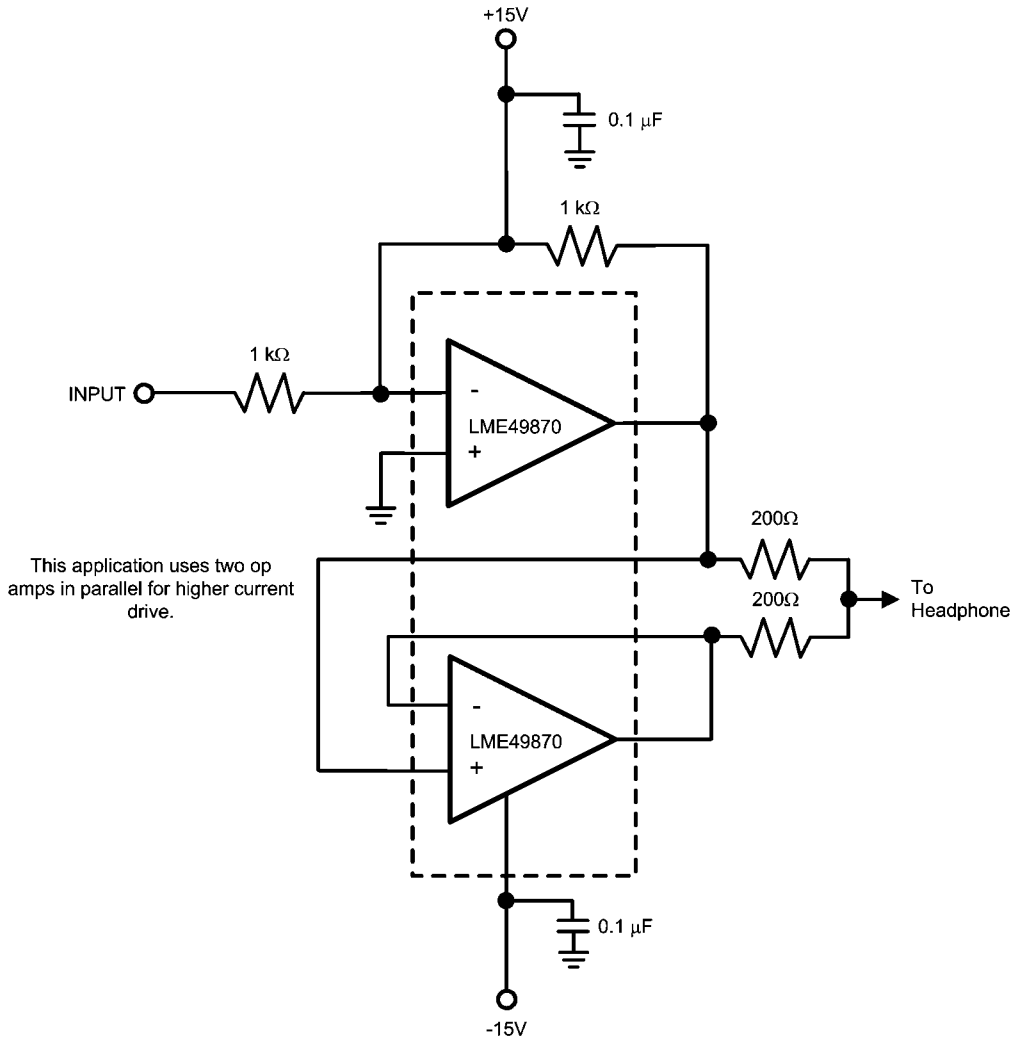 +15V
0.1 µF
1 kΩ
1 kΩ
INPUT
-
LME49870
+
200Ω
This application uses two op
amps in parallel for higher current
drive.
To
Headphone
200Ω
-
LME49870
+
0.1 µF
-15V